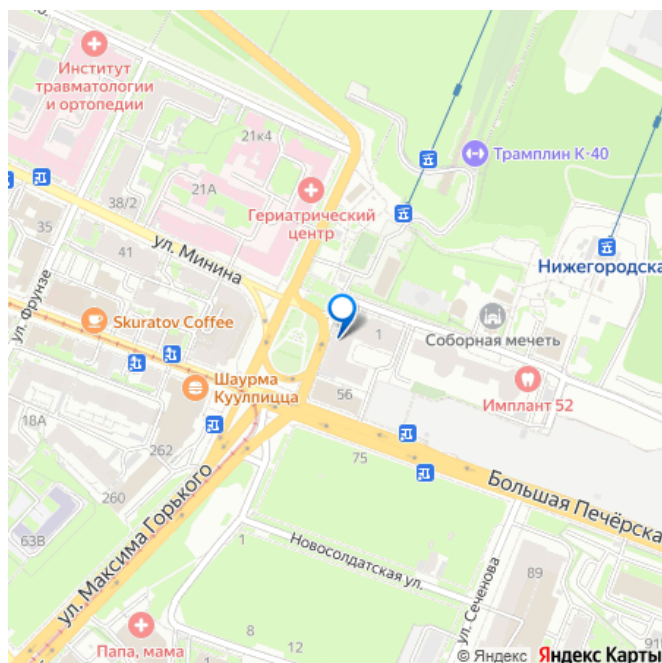 Институт
травматологии
и ортопедии
21к4
Трамплин К-40
38/2
21А
Гериатрический
центр
35
41
ул. Минина
Нижегородска
ул. Фрунзе
Skuratov Coffee
1
Соборная мечеть
Шаурма
Куулпицца
56
Имплант 52
18А
262
75
260
Большая Печёрска
ул. Максима Горького
63В
1
Новосолдатская ул.
ул. Сеченова
89
8
12
Папа, мама
91
© Яндекс Яндекс Карты